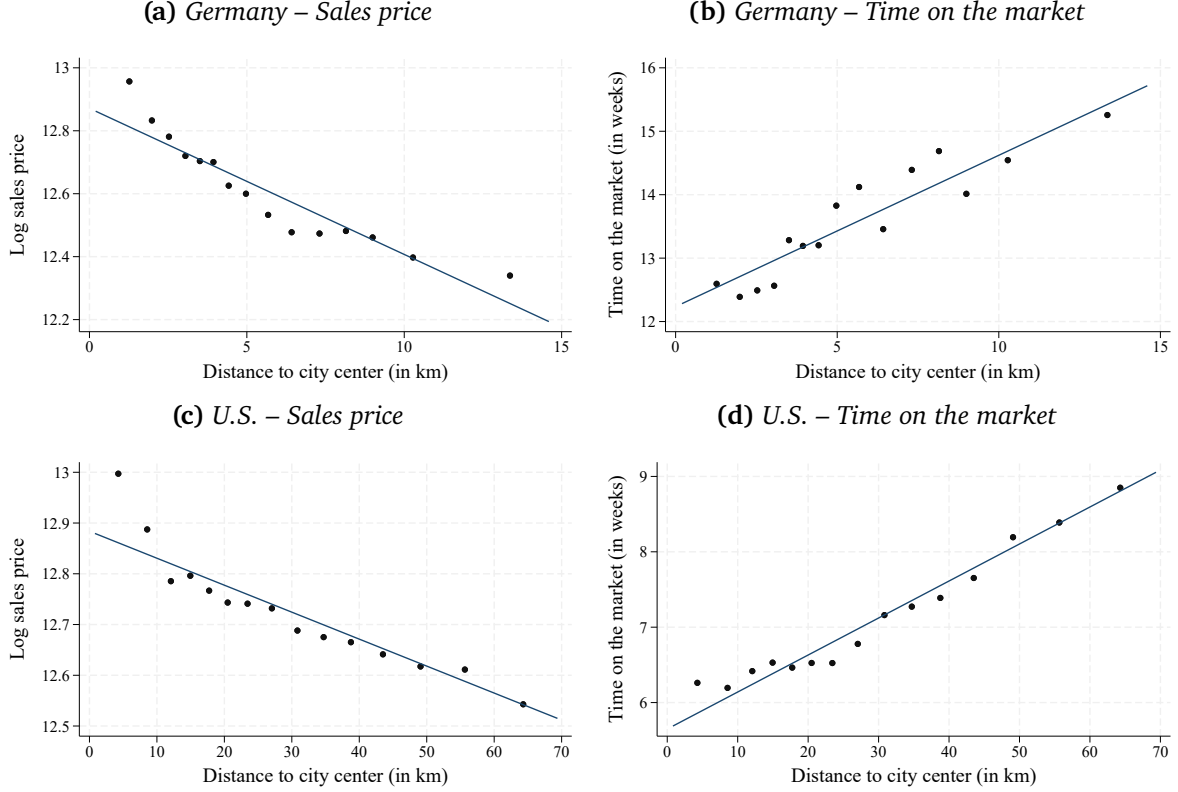 (a) Germany – Sales price
(b) Germany – Time on the market
13
12.8
12.6
12.4
12.2
Log sales price
0 5 10 15
Distance to city center (in km)
16
15
14
13
12
Time on the market (in weeks)
0 5 10 15
Distance to city center (in km)
(c) U.S. – Sales price
(d) U.S. – Time on the market
13
12.9
12.8
12.7
12.6
12.5
Log sales price
0 10 20 30 40 50 60 70
Distance to city center (in km)
9
8
7
6
Time on the market (in weeks)
0 10 20 30 40 50 60 70
Distance to city center (in km)